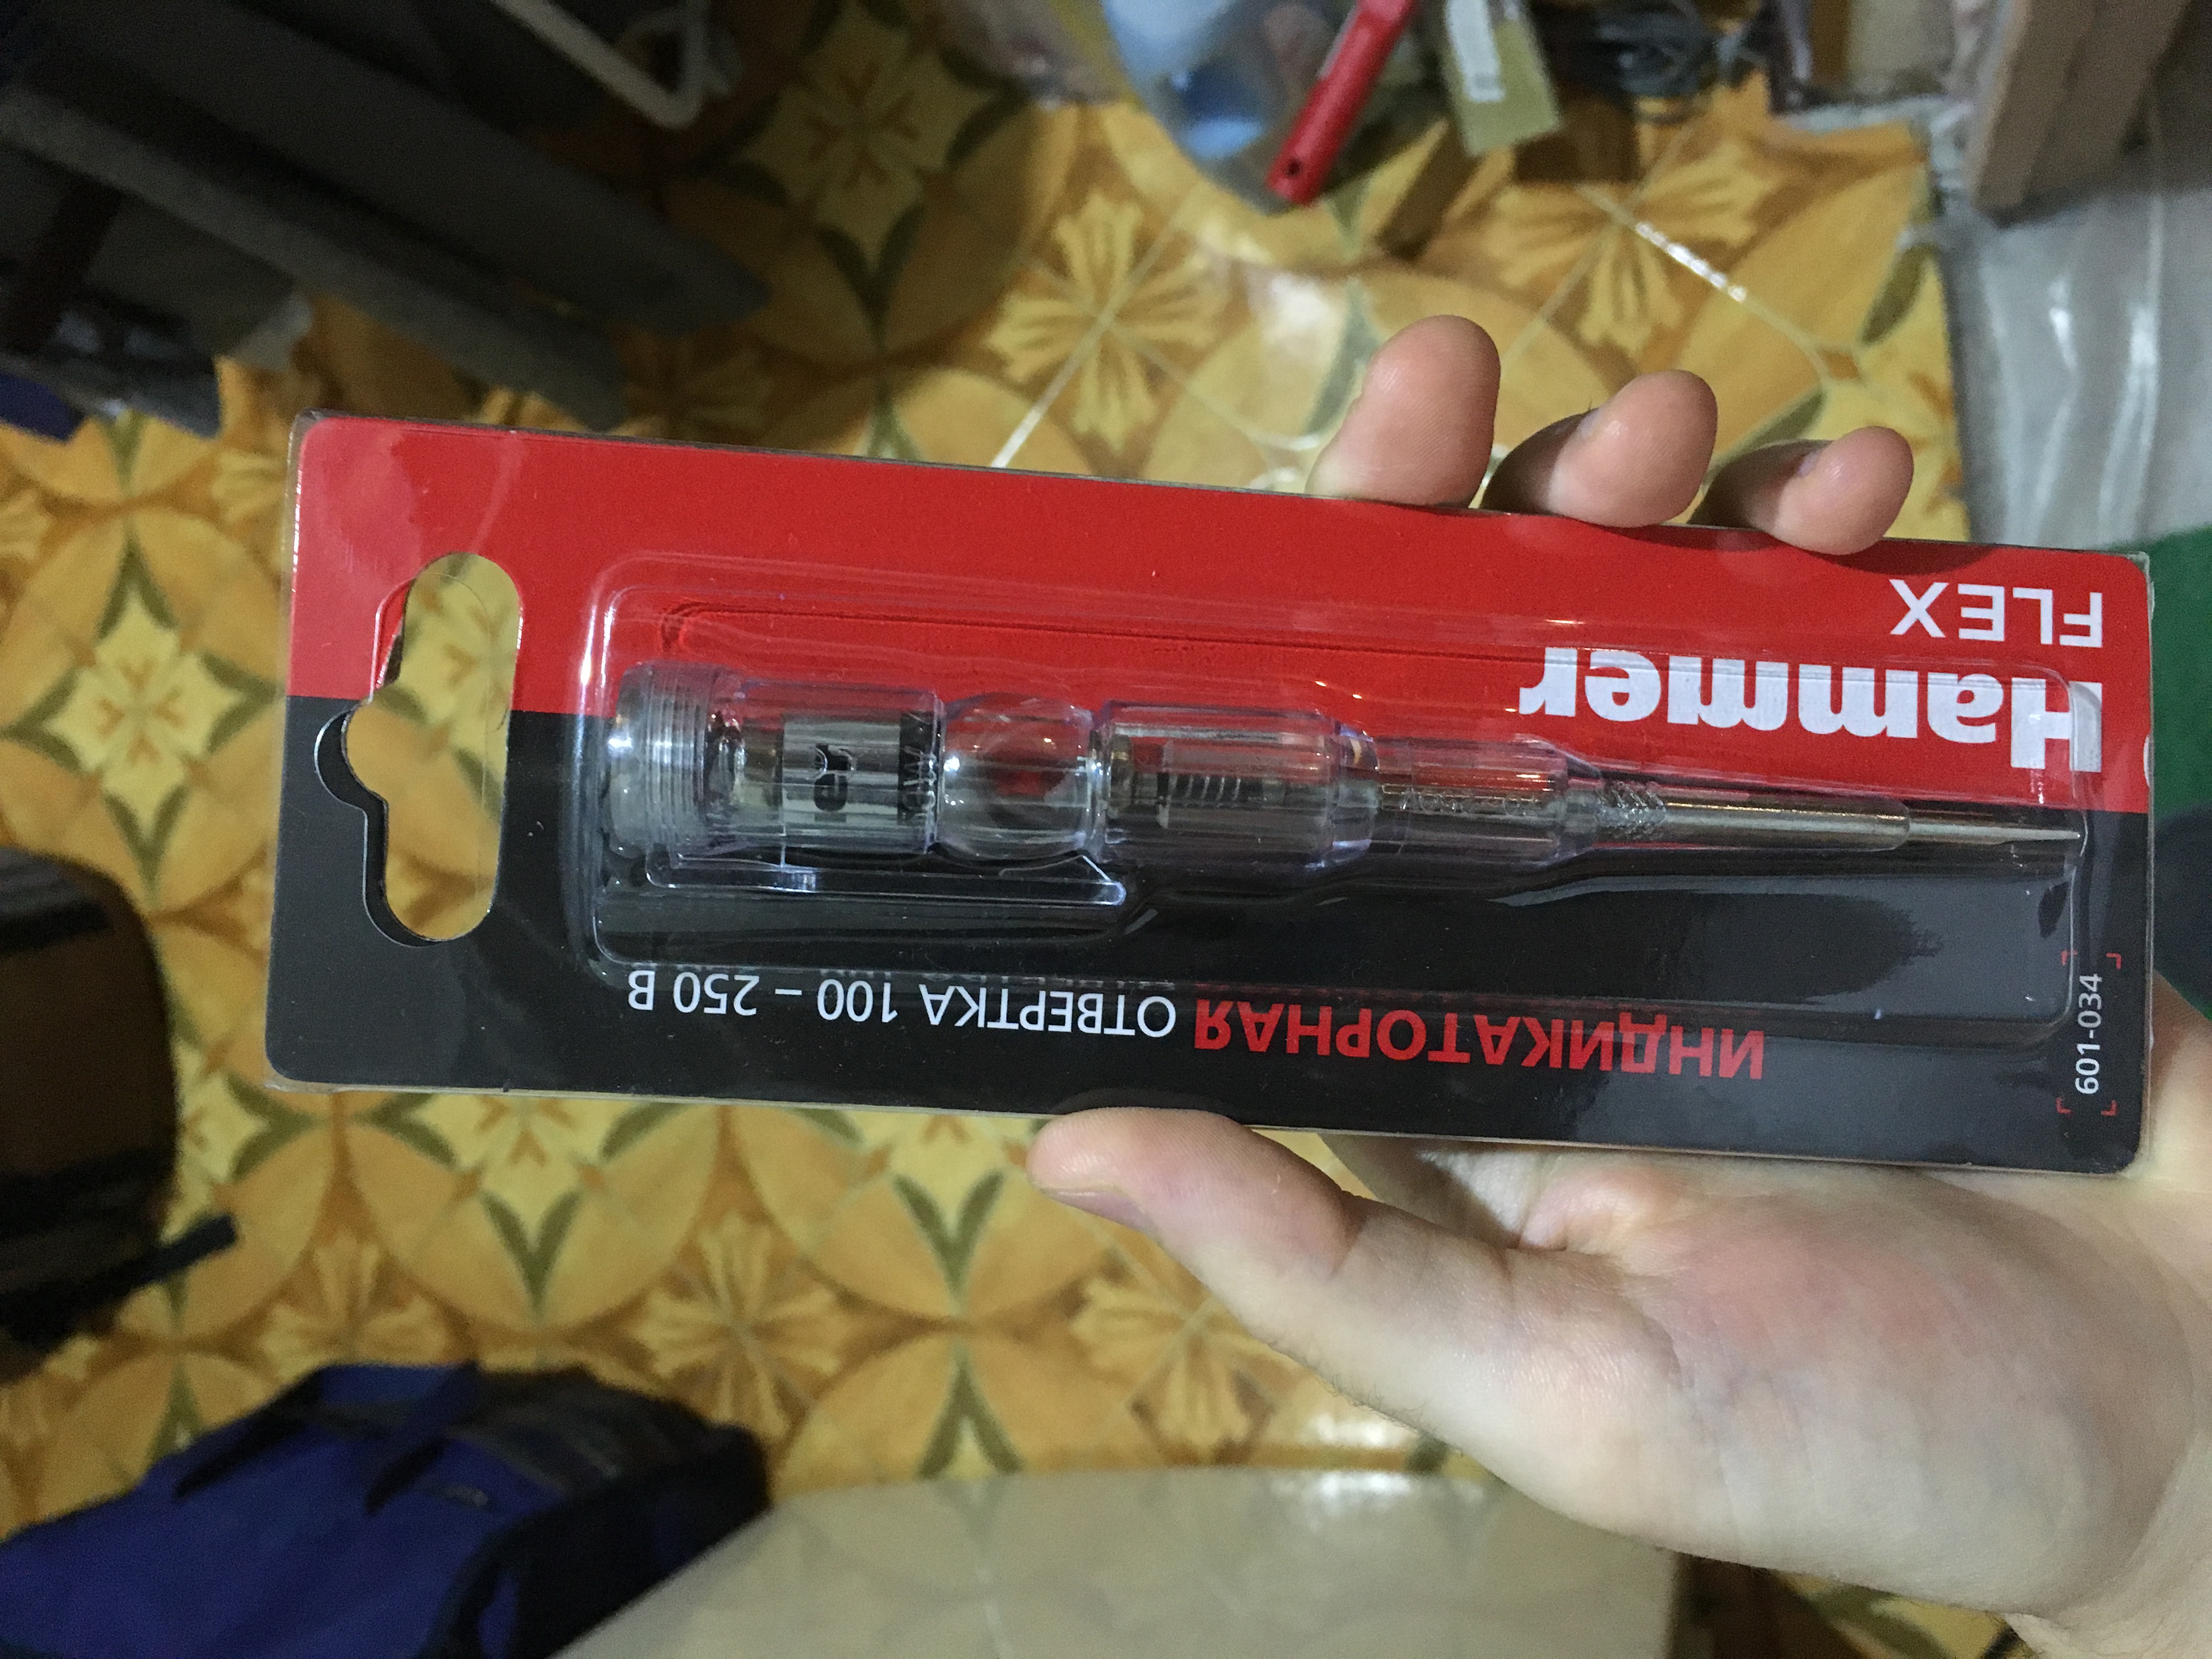 Hammer
FLEX
ИНДИКАТОРНАЯ ОТВЕРТКА 100 – 250 В
601-034